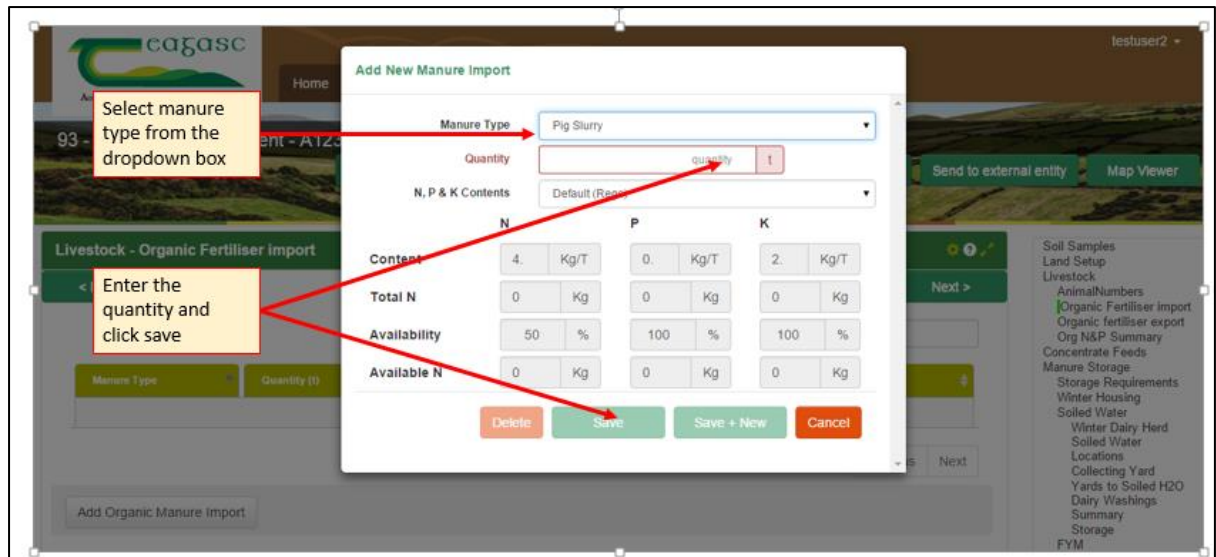 eagasc
testuser2
Home
Add New Manure Import
Select manure
type from the
dropdown box
Manure Type
Pig Slurry
93 -
ent - A123
Quantity
quantity
t
Send to external entity
Map Viewer
N, P & K Contents
Default (Regs)
N
P
K
Livestock - Organic Fertiliser import
Content
4.
Kg/T
0.
Kg/T
2.
Kg/T
Enter the
quantity and
click save
Next >
Total N
0
Kg
0
Kg
0
Kg
Availability
50
%
100
%
100
%
Manure Type
Quantity (t)
Available N
0
Kg
0
Kg
0
Kg
Delete
Save
Save + New
Cancel
Next
Add Organic Manure Import
Soil Samples
Land Setup
Livestock
AnimalNumbers
Organic Fertiliser import
Organic fertiliser export
Org N&P Summary
Concentrate Feeds
Manure Storage
Storage Requirements
Winter Housing
Soiled Water
Winter Dairy Herd
Soiled Water
Locations
Collecting Yard
Yards to Soiled H2O
Dairy Washings
Summary
Storage
FYM